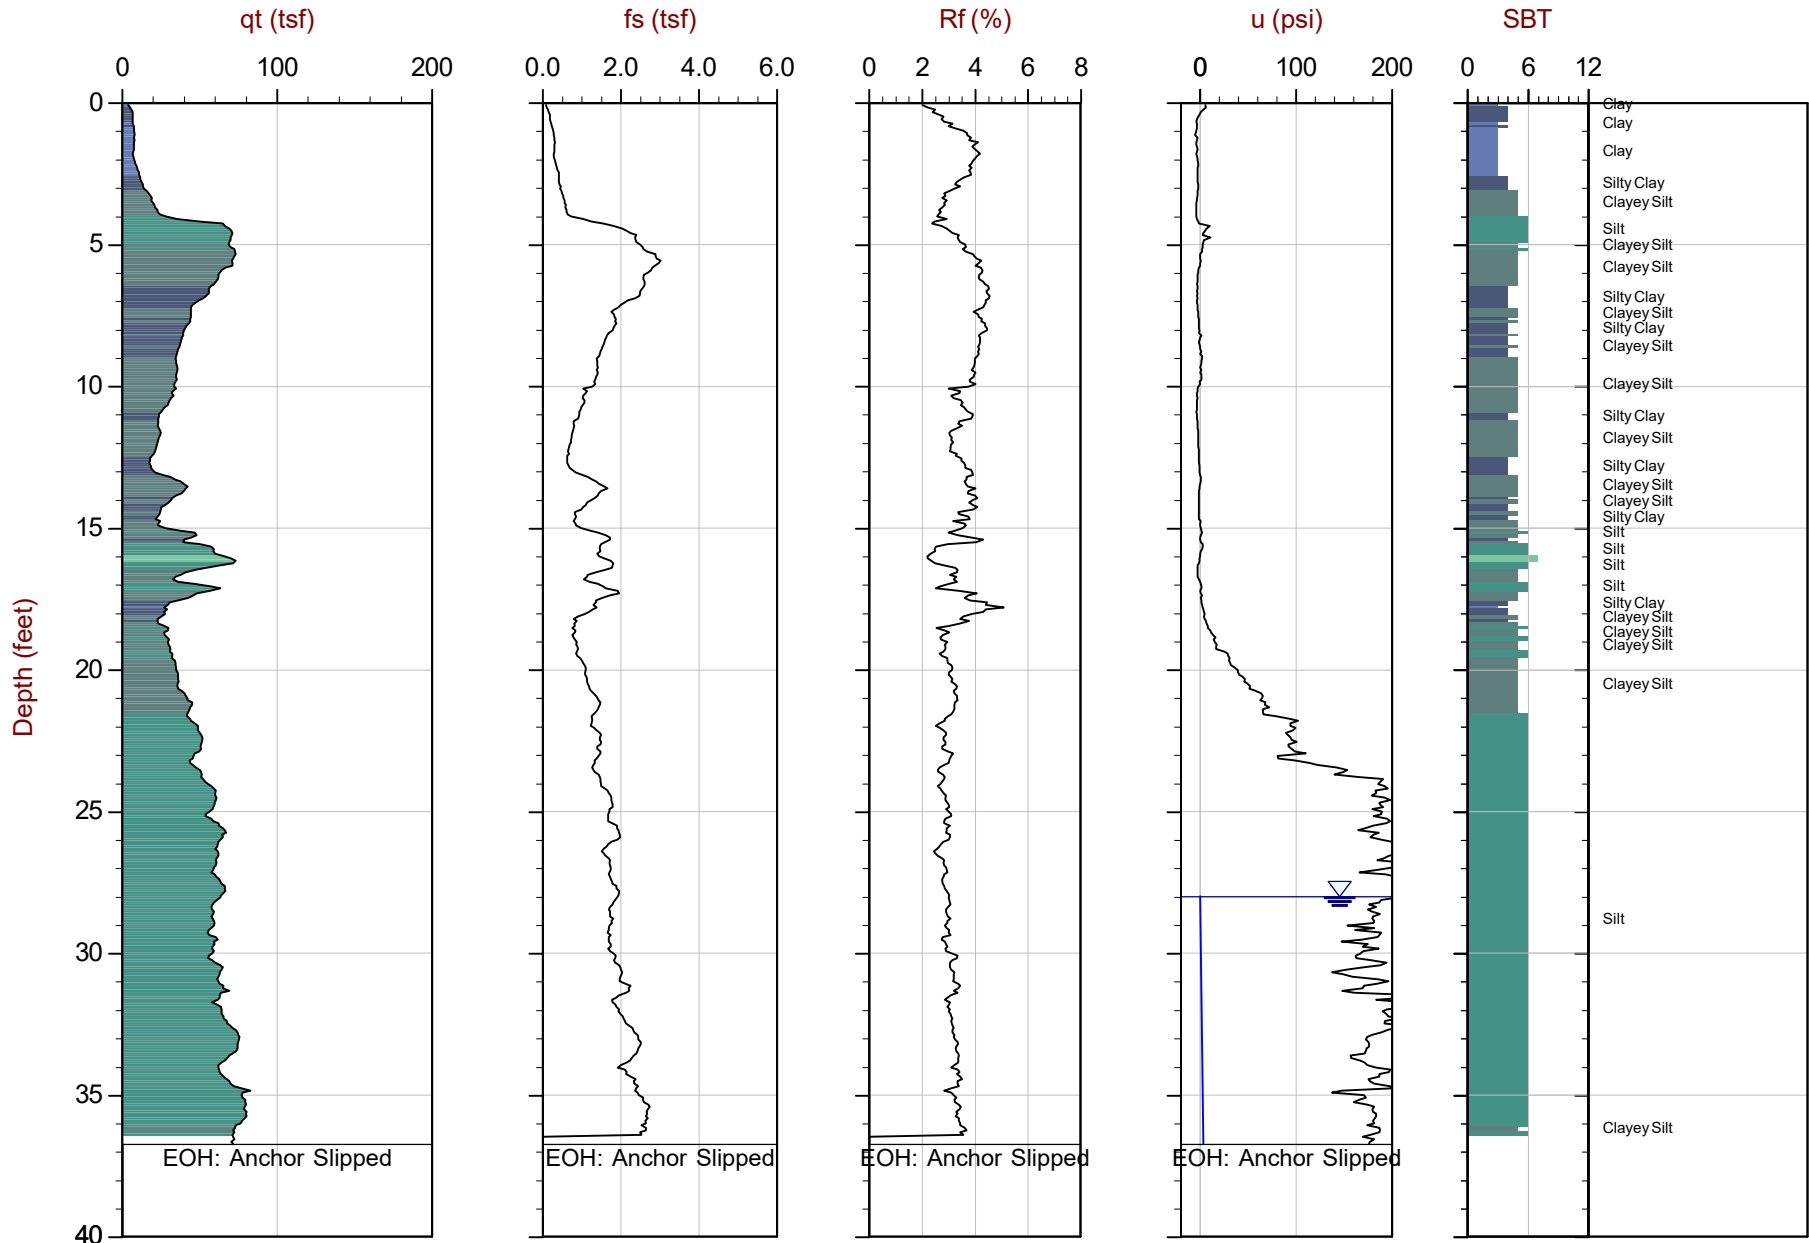 qt (tsf) fs (tsf) Rf (%) u (psi) SBT
0 100 200 0.0 2.0 4.0 6.0 0 2 4 6 8 0 100 200 0 6 12
Depth (feet)
0
5
10
15
20
25
30
35
40
Clay
Clay
Clay
Silty Clay
Clayey Silt
Silt
Clayey Silt
Clayey Silt
Silty Clay
Clayey Silt
Silty Clay
Clayey Silt
Clayey Silt
Silty Clay
Clayey Silt
Silty Clay
Clayey Silt
Clayey Silt
Silty Clay
Silt
Silt
Silt
Silt
Silty Clay
Clayey Silt
Clayey Silt
Clayey Silt
Clayey Silt
Silt
Clayey Silt
EOH: Anchor Slipped EOH: Anchor Slipped EOH: Anchor Slipped EOH: Anchor Slipped